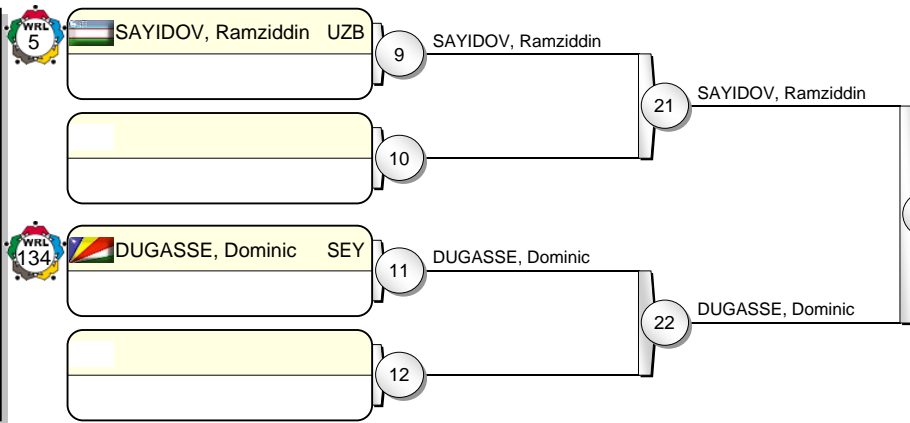 WRL
5
SAYIDOV, Ramziddin UZB
9
SAYIDOV, Ramziddin
21
SAYIDOV, Ramziddin
10
WRL
134
DUGASSE, Dominic SEY
11
DUGASSE, Dominic
22
DUGASSE, Dominic
12